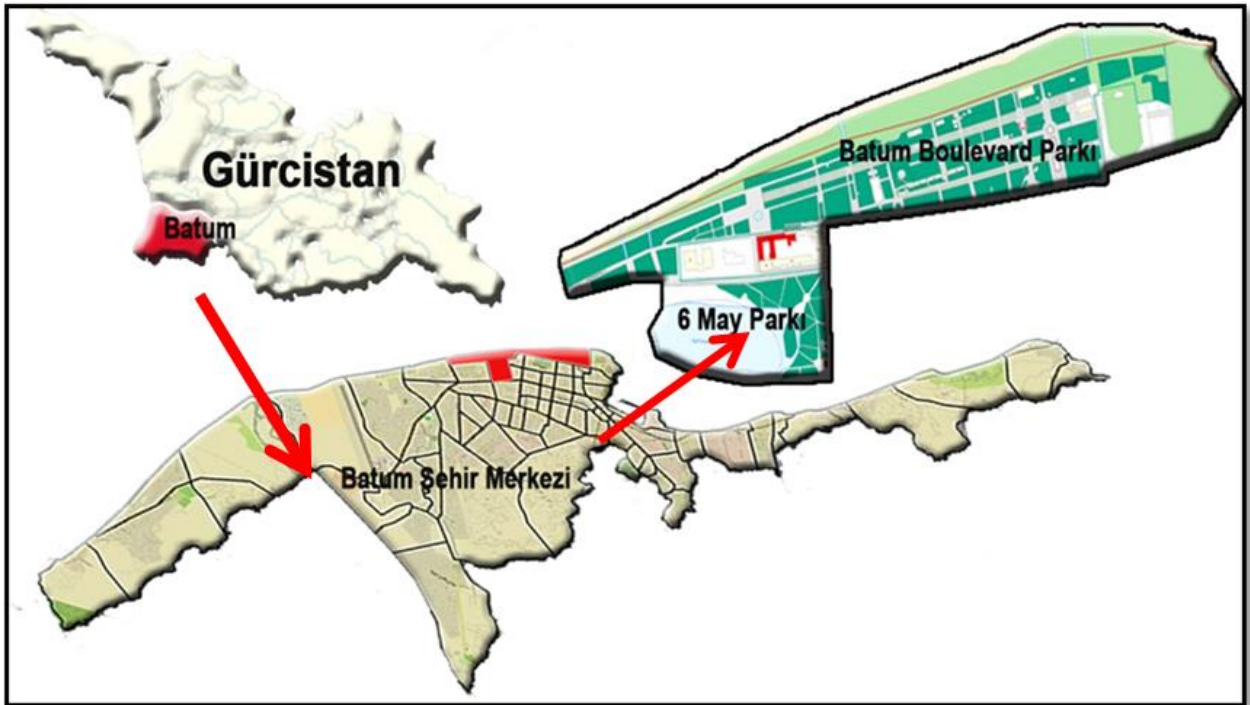 Gürcistan
Batum
Batum Boulevard Parkı
6 May Parkı
Batum Şehir Merkezi